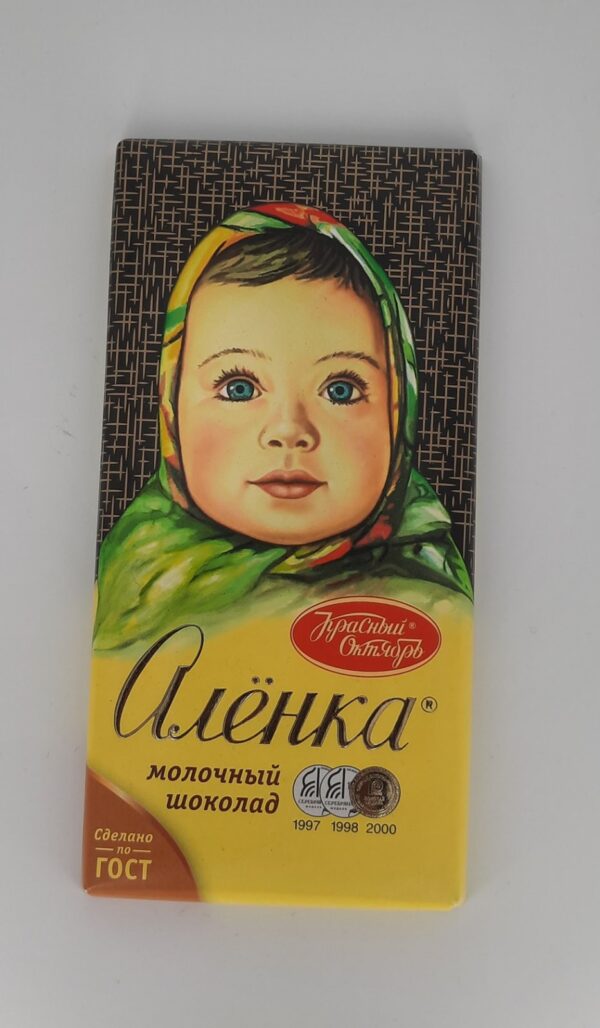 Красный®
Октябрь
Алёнка®
молочный
шоколад
1997 1998 2000
Сделано
по
ГОСТ